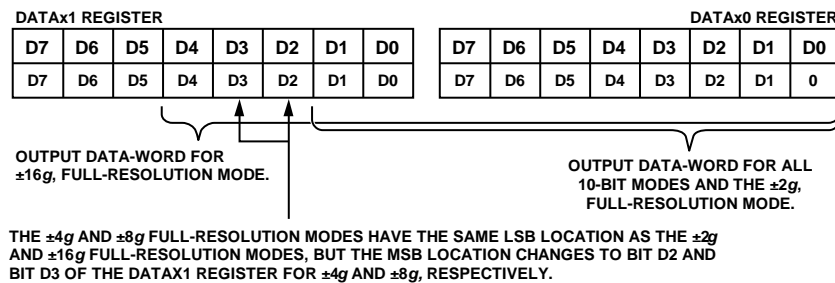 DATAx1 REGISTER DATAx0 REGISTER
D7 D6 D5 D4 D3 D2 D1 D0 D7 D6 D5 D4 D3 D2 D1 D0
D7 D6 D5 D4 D3 D2 D1 D0 D7 D6 D5 D4 D3 D2 D1 0
OUTPUT DATA-WORD FOR
±16g, FULL-RESOLUTION MODE.
OUTPUT DATA-WORD FOR ALL
10-BIT MODES AND THE ±2g,
FULL-RESOLUTION MODE.
THE ±4g AND ±8g FULL-RESOLUTION MODES HAVE THE SAME LSB LOCATION AS THE ±2g
AND ±16g FULL-RESOLUTION MODES, BUT THE MSB LOCATION CHANGES TO BIT D2 AND
BIT D3 OF THE DATAX1 REGISTER FOR ±4g AND ±8g, RESPECTIVELY.